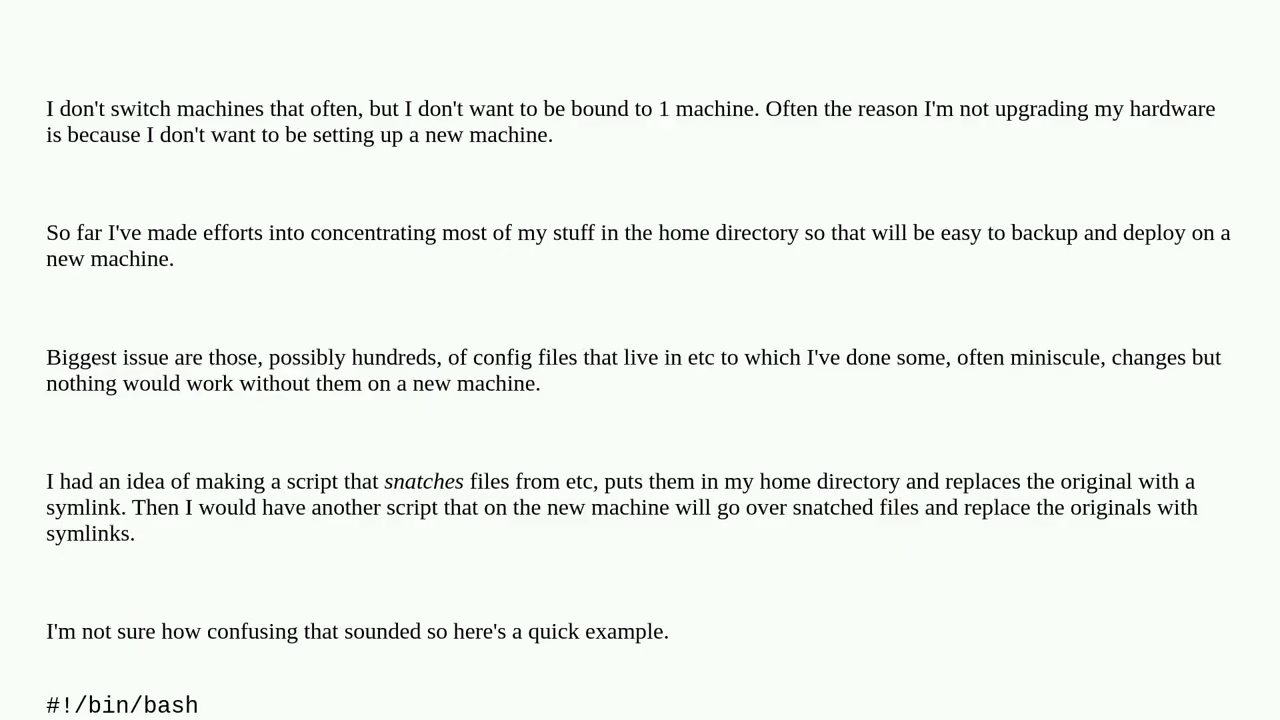 I don't switch machines that often, but I don't want to be bound to 1 machine. Often the reason I'm not upgrading my hardware
is because I don't want to be setting up a new machine.
So far I've made efforts into concentrating most of my stuff in the home directory so that will be easy to backup and deploy on a
new machine.
Biggest issue are those, possibly hundreds, of config files that live in etc to which I've done some, often miniscule, changes but
nothing would work without them on a new machine.
I had an idea of making a script that snatches files from etc, puts them in my home directory and replaces the original with a
symlink. Then I would have another script that on the new machine will go over snatched files and replace the originals with
symlinks.
I'm not sure how confusing that sounded so here's a quick example.
#!/bin/bash